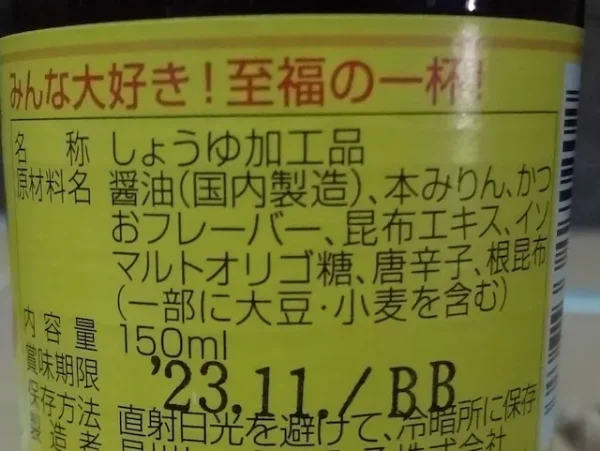 みんな大好き!至福の一杯!
名称 しょうゆ加工品
原材料名 醤油(国内製造)、本みりん、かつ
おフレーバー、昆布エキス、イソ
マルトオリゴ糖、唐辛子、根昆布
(一部に大豆・小麦を含む)
内容量 150ml
賞味期限 '23.11./BB
保存方法 直射日光を避けて、冷暗所に保存
製造者